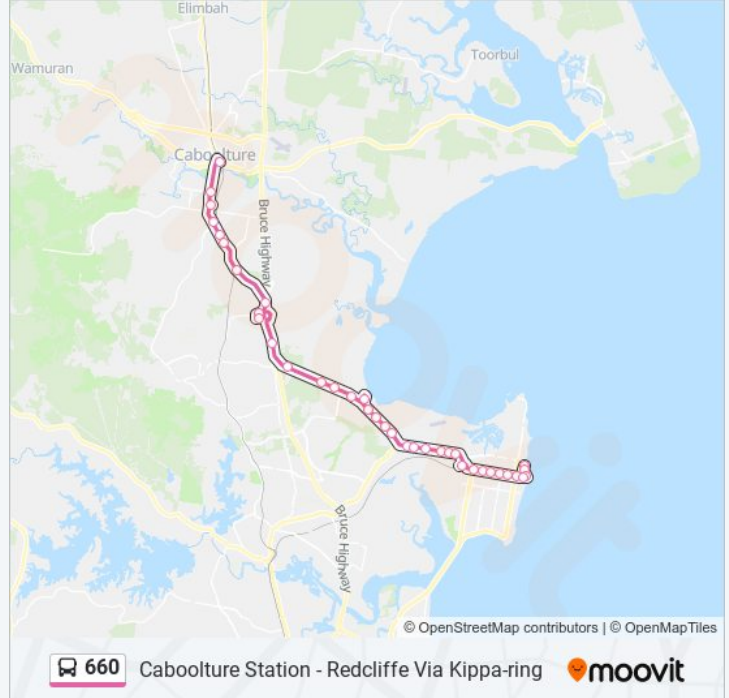 Elimbah
Toorbul
Wamuran
Caboolture
Bruce Highway
Bruce Highway
© OpenStreetMap contributors | © OpenMapTiles
660 Caboolture Station - Redcliffe Via Kippa-ring moovit